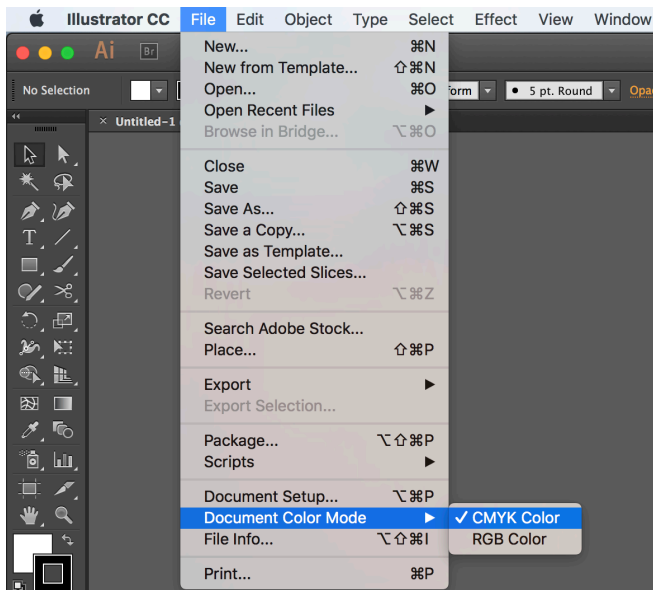 Illustrator CC File Edit Object Type Select Effect View Window
Ai Br
No Selection
orm 5 pt. Round Opa
× Untitled-1
New... ⌘N
New from Template... ⇧⌘N
Open... ⌘O
Open Recent Files ▶
Browse in Bridge... ⌥⌘O
Close ⌘W
Save ⌘S
Save As... ⇧⌘S
Save a Copy... ⌥⌘S
Save as Template...
Save Selected Slices...
Revert ⌥⌘Z
Search Adobe Stock...
Place... ⇧⌘P
Export ▶
Export Selection...
Package... ⌥⇧⌘P
Scripts ▶
Document Setup... ⌥⌘P
Document Color Mode ▶ ✓ CMYK Color
File Info... ⌥⇧⌘I RGB Color
Print... ⌘P